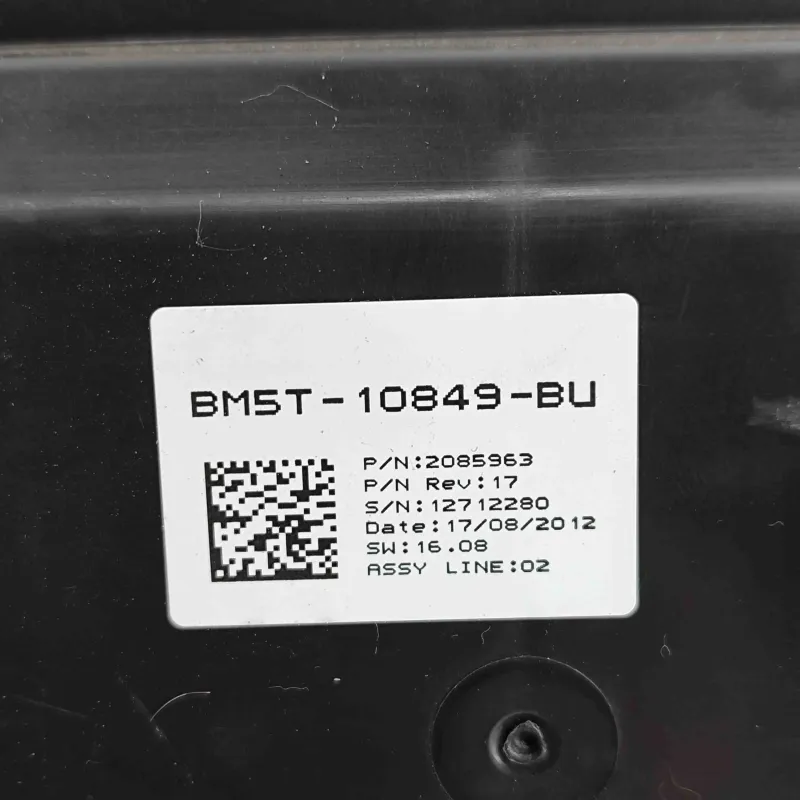 BM5T-10849-BU
P/N:2085963
P/N Rev:17
S/N:12712280
Date:17/08/2012
SW:16.08
ASSY LINE:02